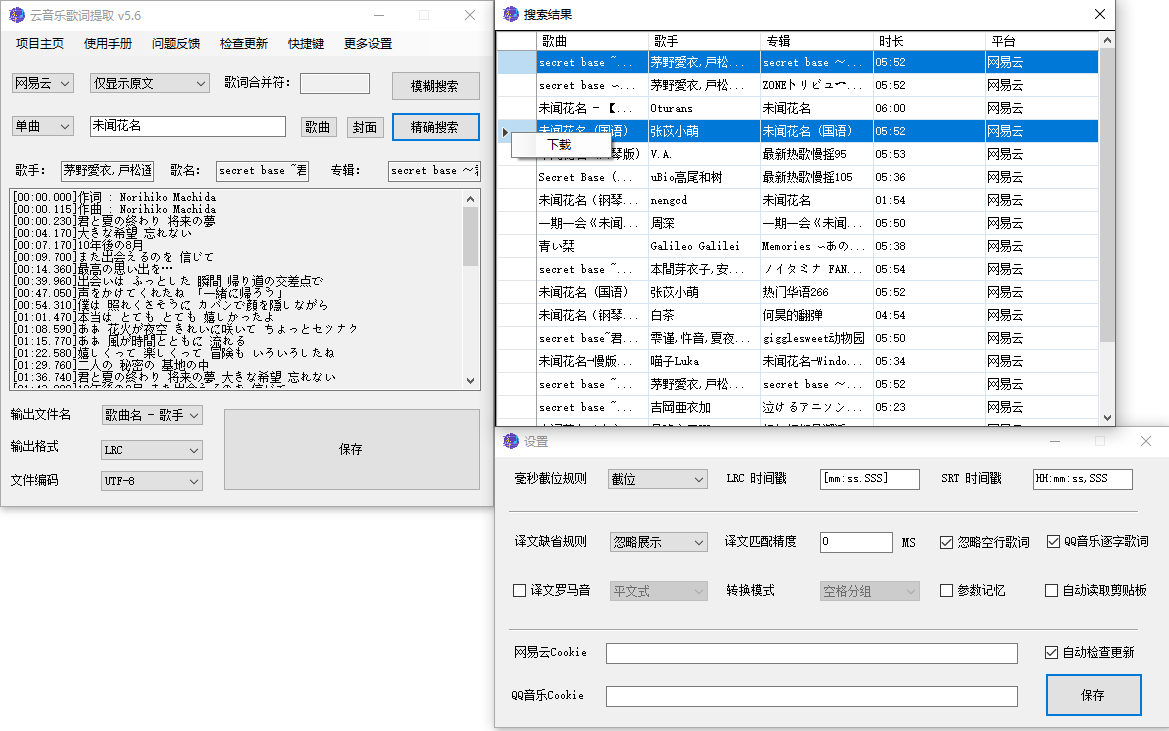 云音乐歌词提取 v5.6
项目主页 使用手册 问题反馈 检查更新 快捷键 更多设置
网易云 仅显示原文 歌词合并符: 模糊搜索
单曲 未闻花名 歌曲 封面 精确搜索
歌手: 茅野愛衣,戸松遥 歌名: secret base ~君 专辑: secret base ～
[00:00.000]作词 : Norihiko Machida
[00:00.115]作曲 : Norihiko Machida
[00:00.230]君と夏の終わり 将来の夢
[00:04.170]大きな希望 忘れない
[00:07.170]10年後の8月
[00:09.700]また出会えるのを 信じて
[00:14.360]最高の思い出を…
[00:39.960]出会いは ふっとした 瞬間 帰り道の交差点で
[00:47.050]声をかけてくれたね 「一緒に帰ろう」
[00:54.310]僕は 照れくさそうに カバンで顔を隠しながら
[01:01.470]本当は とても とても 嬉しかったよ
[01:08.590]あぁ 花火が夜空 きれいに咲いて ちょっとセツナク
[01:15.770]あぁ 風が時間とともに 流れる
[01:22.580]嬉しくって 楽しくって 冒険も いろいろしたね
[01:29.760]二人の 秘密の 基地の中
[01:36.740]君と夏の終わり 将来の夢 大きな希望 忘れない
输出文件名 歌曲名 - 歌手
输出格式 LRC
文件编码 UTF-8
保存
搜索结果
歌曲 歌手 专辑 时长 平台
secret base ~... 茅野愛衣,戸松... secret base ～... 05:52 网易云
secret base ~... 茅野愛衣,戸松... ZONEトリビュー... 05:52 网易云
未闻花名 - 【... Oturans 未闻花名 06:00 网易云
未闻花名（国语） 张苡小萌 未闻花名（国语） 05:52 网易云
下载
琴版) V.A. 最新热歌慢摇95 05:53 网易云
Secret Base (... uBio高尾和树 最新热歌慢摇105 05:36 网易云
未闻花名（钢琴... nengcd 未闻花名 01:54 网易云
一期一会《未闻... 周深 一期一会《未闻... 05:50 网易云
青い栞 Galileo Galilei Memories ~あの... 05:38 网易云
secret base ~... 本間芽衣子,安... ノイタミナ FAN... 05:54 网易云
未闻花名（国语） 张苡小萌 热门华语266 05:52 网易云
未闻花名（钢琴... 白茶 何昊的翻弹 04:54 网易云
secret base~君... 雫谨,忤音,夏夜... gigglesweet动物园 05:50 网易云
未闻花名-慢版... 喵子Luka 未闻花名-Windo... 05:34 网易云
secret base ~... 茅野愛衣,戸松... secret base ～... 05:52 网易云
secret base ~... 吉岡亜衣加 泣けるアニソン... 05:23 网易云
设置
毫秒截位规则 截位 LRC 时间戳 [mm:ss.SSS] SRT 时间戳 HH:mm:ss,SSS
译文缺省规则 忽略展示 译文匹配精度 0 MS 忽略空行歌词 QQ音乐逐字歌词
译文罗马音 平文式 转换模式 空格分组 参数记忆 自动读取剪贴板
网易云Cookie 自动检查更新
QQ音乐Cookie 保存